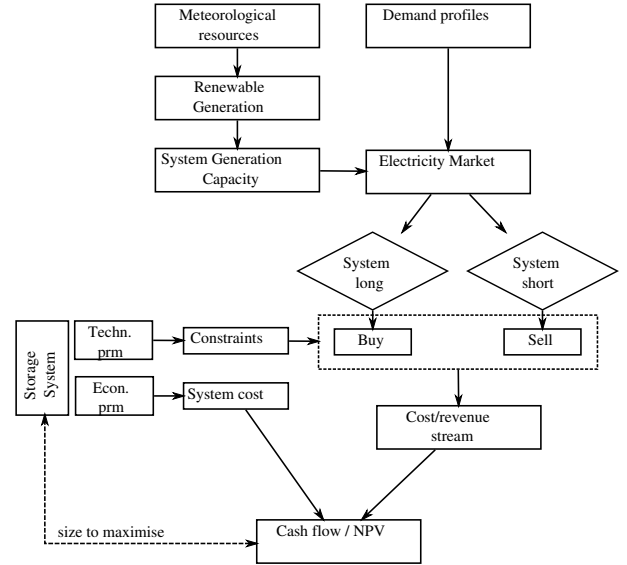 Meteorological
resources
Demand profiles
Renewable
Generation
System Generation
Capacity
Electricity Market
System
long
System
short
Storage
System
Techn.
prm
Constraints
Buy
Sell
Econ.
prm
System cost
Cost/revenue
stream
size to maximise
Cash flow / NPV